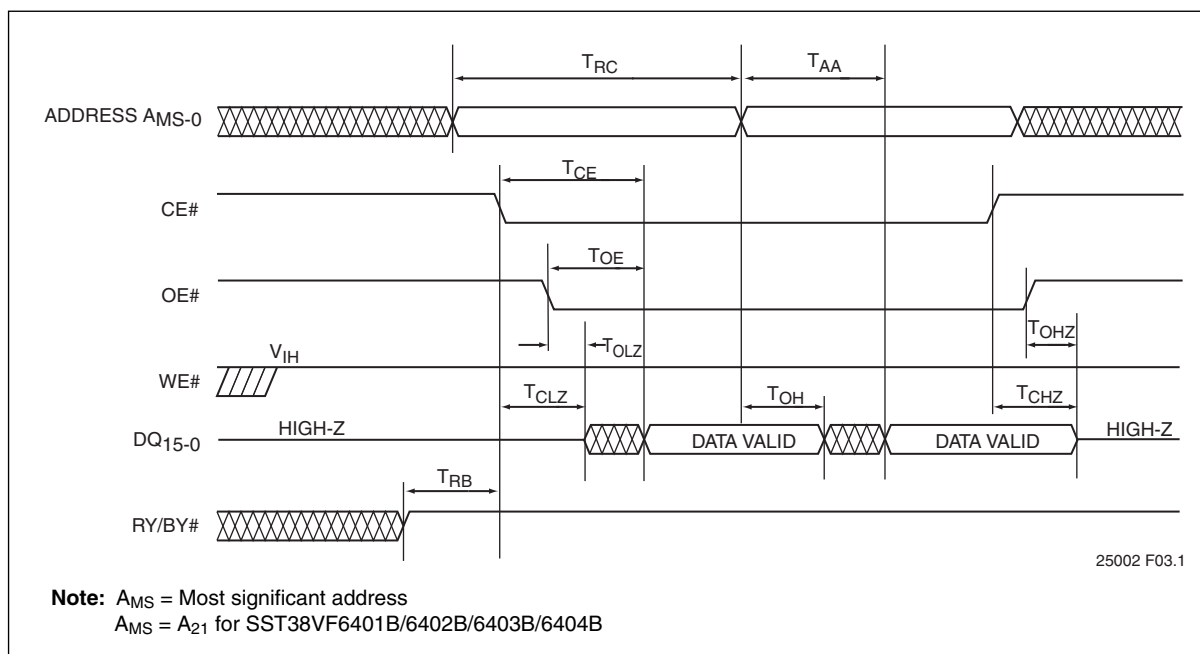 TRC
TAA
ADDRESS AMS-0
TCE
CE#
TOE
OE#
TOHZ
TOLZ
VIH
WE#
TCLZ
TOH
TCHZ
HIGH-Z
DQ15-0
DATA VALID
DATA VALID
HIGH-Z
TRB
RY/BY#
25002 F03.1
Note: AMS = Most significant address
AMS = A21 for SST38VF6401B/6402B/6403B/6404B